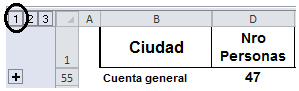 1 2 3 A B D
1 Ciudad Nro
Personas
55 Cuenta general 47